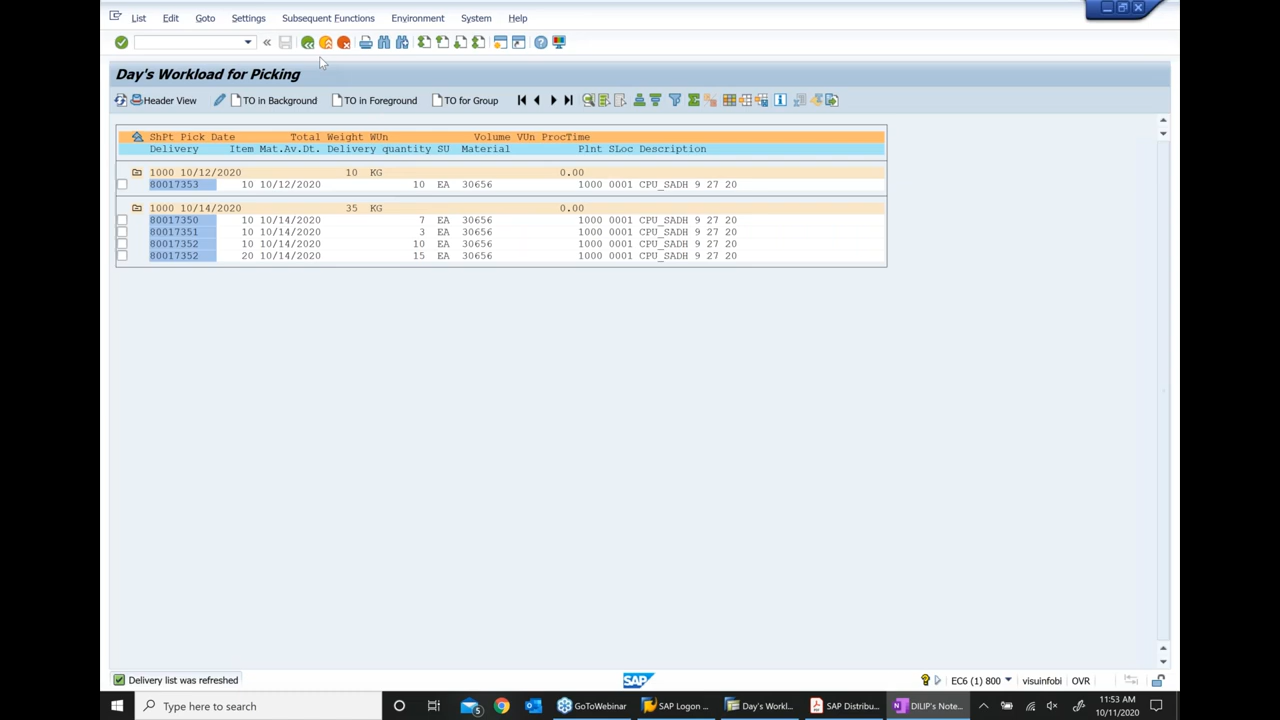 List Edit Goto Settings Subsequent Functions Environment System Help
Day's Workload for Picking
Header View TO in Background TO in Foreground TO for Group
ShPt Pick Date Total Weight WUn Volume VUn ProcTime
Delivery Item Mat.Av.Dt. Delivery quantity SU Material Plnt SLoc Description
1000 10/12/2020 10 KG 0.00
80017353 10 10/12/2020 10 EA 30656 1000 0001 CPU_SADH 9 27 20
1000 10/14/2020 35 KG 0.00
80017350 10 10/14/2020 7 EA 30656 1000 0001 CPU_SADH 9 27 20
80017351 10 10/14/2020 3 EA 30656 1000 0001 CPU_SADH 9 27 20
80017352 10 10/14/2020 10 EA 30656 1000 0001 CPU_SADH 9 27 20
80017352 20 10/14/2020 15 EA 30656 1000 0001 CPU_SADH 9 27 20
Delivery list was refreshed SAP EC6 (1) 800 visuinfobi OVR
Type here to search 5 GoToWebinar SAP Logon ... Day's Workl... SAP Distribu... DILIP's Note... 11:53 AM
10/11/2020